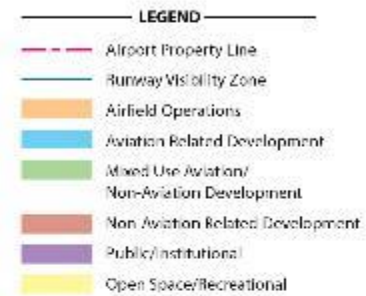 LEGEND
Airport Property Line
Runway Visibility Zone
Airfield Operations
Aviation Related Development
Mixed Use Aviation/
Non-Aviation Development
Non-Aviation Related Development
Public/Institutional
Open Space/Recreational